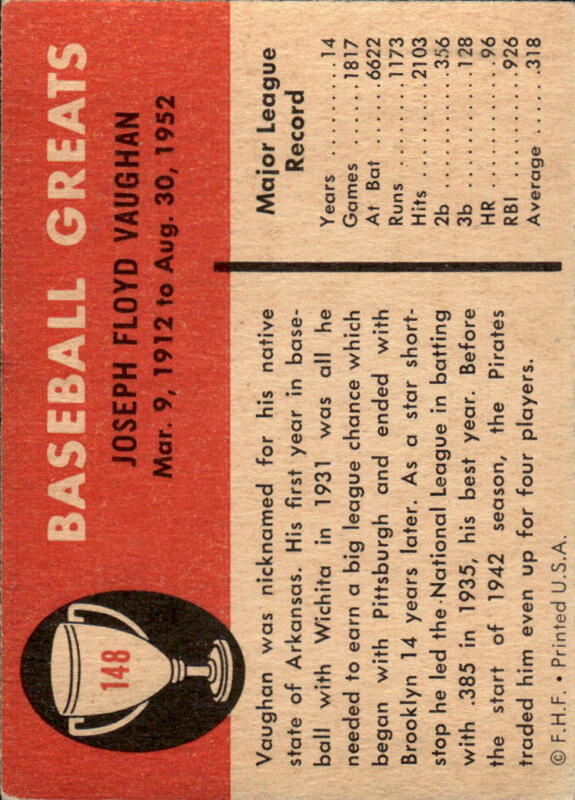 148
BASEBALL GREATS
JOSEPH FLOYD VAUGHAN
Mar. 9, 1912 to Aug. 30, 1952
Vaughan was nicknamed for his native
state of Arkansas. His first year in base-
ball with Wichita in 1931 was all he
needed to earn a big league chance which
began with Pittsburgh and ended with
Brooklyn 14 years later. As a star short-
stop he led the National League in batting
with .385 in 1935, his best year. Before
the start of 1942 season, the Pirates
traded him even up for four players.
© F.H.F. • Printed U.S.A.
Major League
Record
Years ......... 14
Games ....... 1817
At Bat ....... 6622
Runs ........ 1173
Hits ......... 2103
2b .......... 356
3b .......... 128
HR .......... 96
RBI ......... 926
Average ..... .318